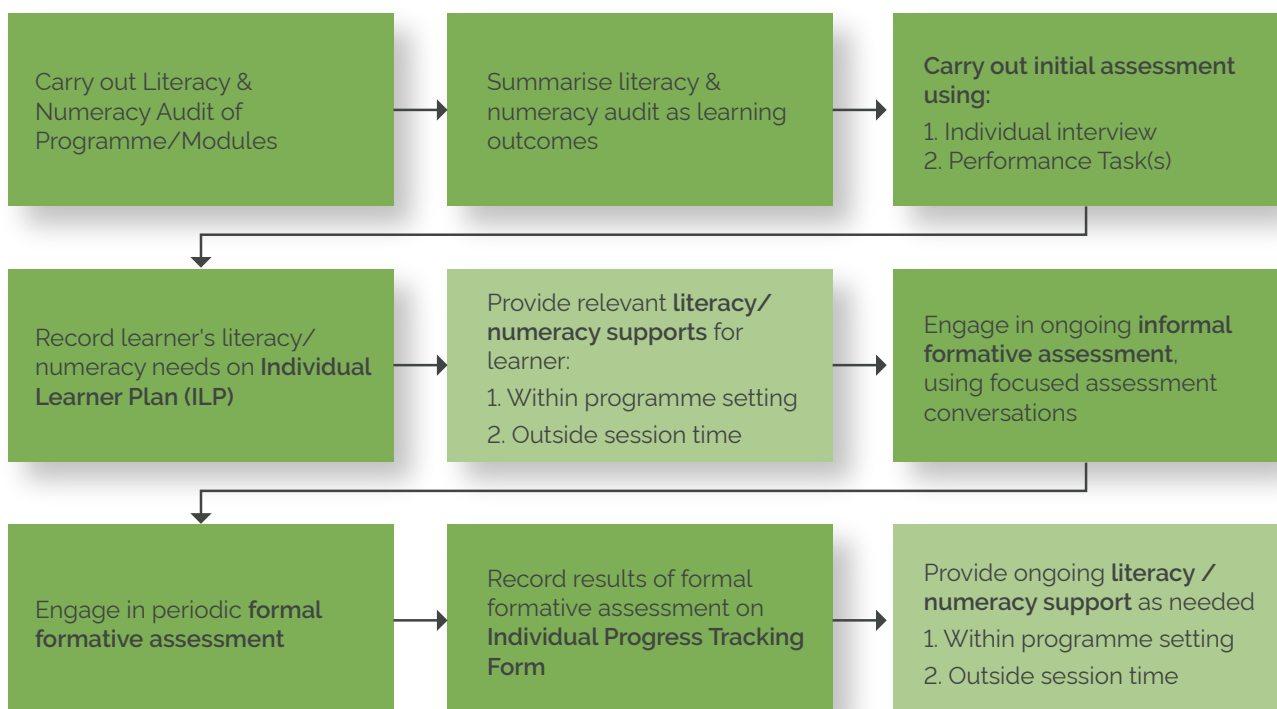 Carry out Literacy &
Numeracy Audit of
Programme/Modules
Summarise literacy &
numeracy audit as learning
outcomes
Carry out initial assessment
using:
1. Individual interview
2. Performance Task(s)
Record learner's literacy/
numeracy needs on Individual
Learner Plan (ILP)
Provide relevant literacy/
numeracy supports for
learner:
1. Within programme setting
2. Outside session time
Engage in ongoing informal
formative assessment,
using focused assessment
conversations
Engage in periodic formal
formative assessment
Record results of formal
formative assessment on
Individual Progress Tracking
Form
Provide ongoing literacy /
numeracy support as needed
1. Within programme setting
2. Outside session time